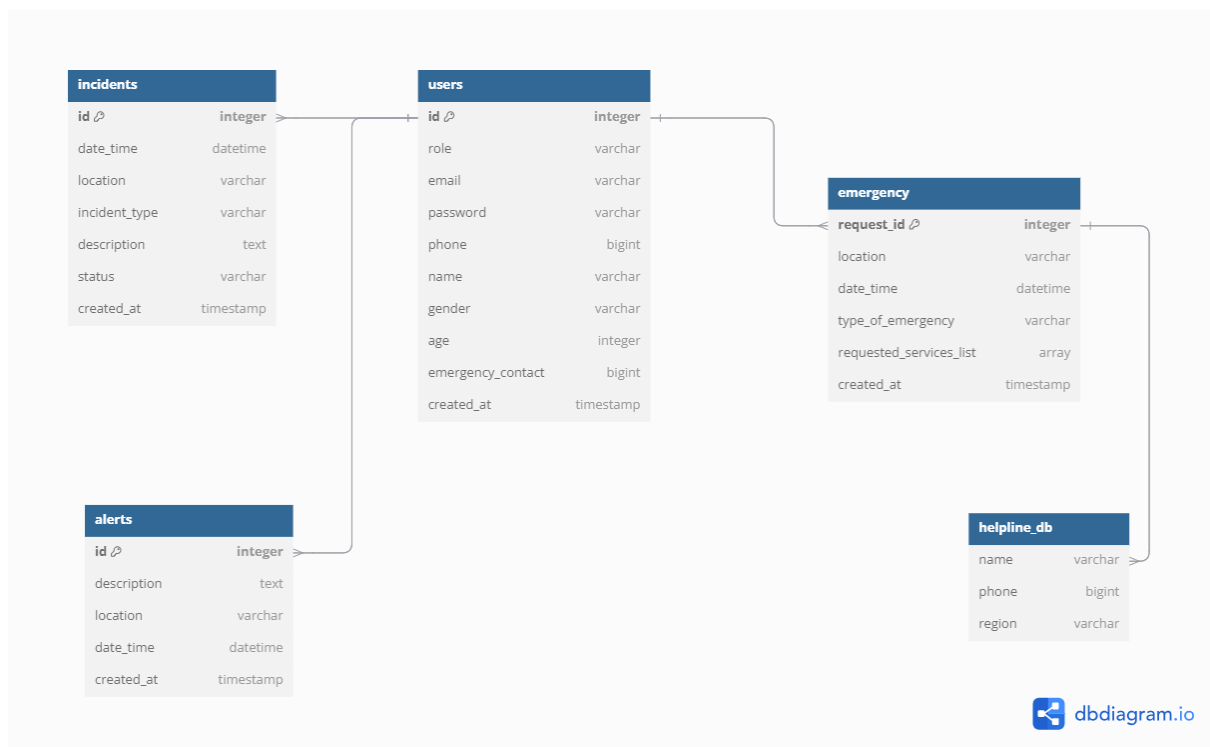 incidents
id integer
date_time datetime
location varchar
incident_type varchar
description text
status varchar
created_at timestamp
users
id integer
role varchar
email varchar
password varchar
phone bigint
name varchar
gender varchar
age integer
emergency_contact bigint
created_at timestamp
emergency
request_id integer
location varchar
date_time datetime
type_of_emergency varchar
requested_services_list array
created_at timestamp
alerts
id integer
description text
location varchar
date_time datetime
created_at timestamp
helpline_db
name varchar
phone bigint
region varchar
dbdiagram.io